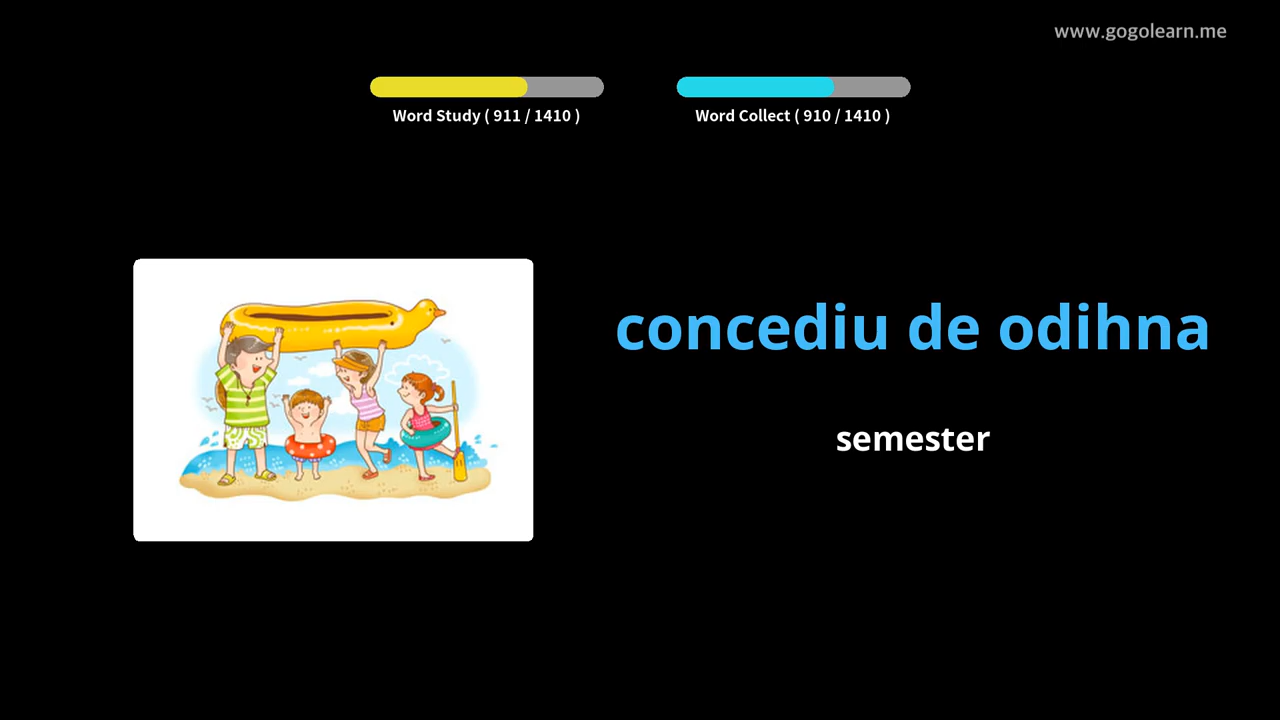 www.gogolearn.me
Word Study ( 911 / 1410 )
Word Collect ( 910 / 1410 )
concediu de odihna
semester